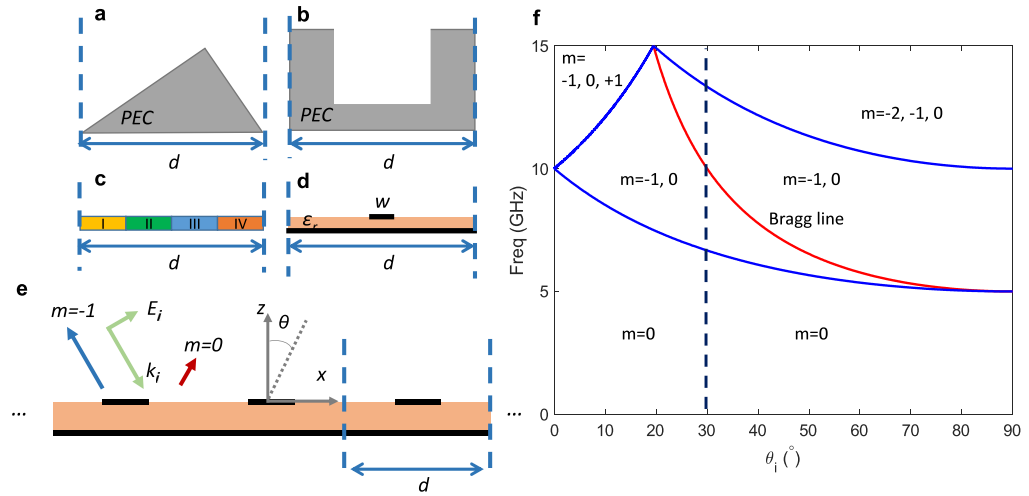 a
PEC
d
b
PEC
d
c
I II III IV
d
d
w
εr
d
e
m=-1
Ei
ki
m=0
z
θ
x
...
...
d
f
15
10
5
0
Freq (GHz)
m=
-1, 0, +1
m=-2, -1, 0
m=-1, 0
m=-1, 0
Bragg line
m=0
m=0
0 10 20 30 40 50 60 70 80 90
θi (°)